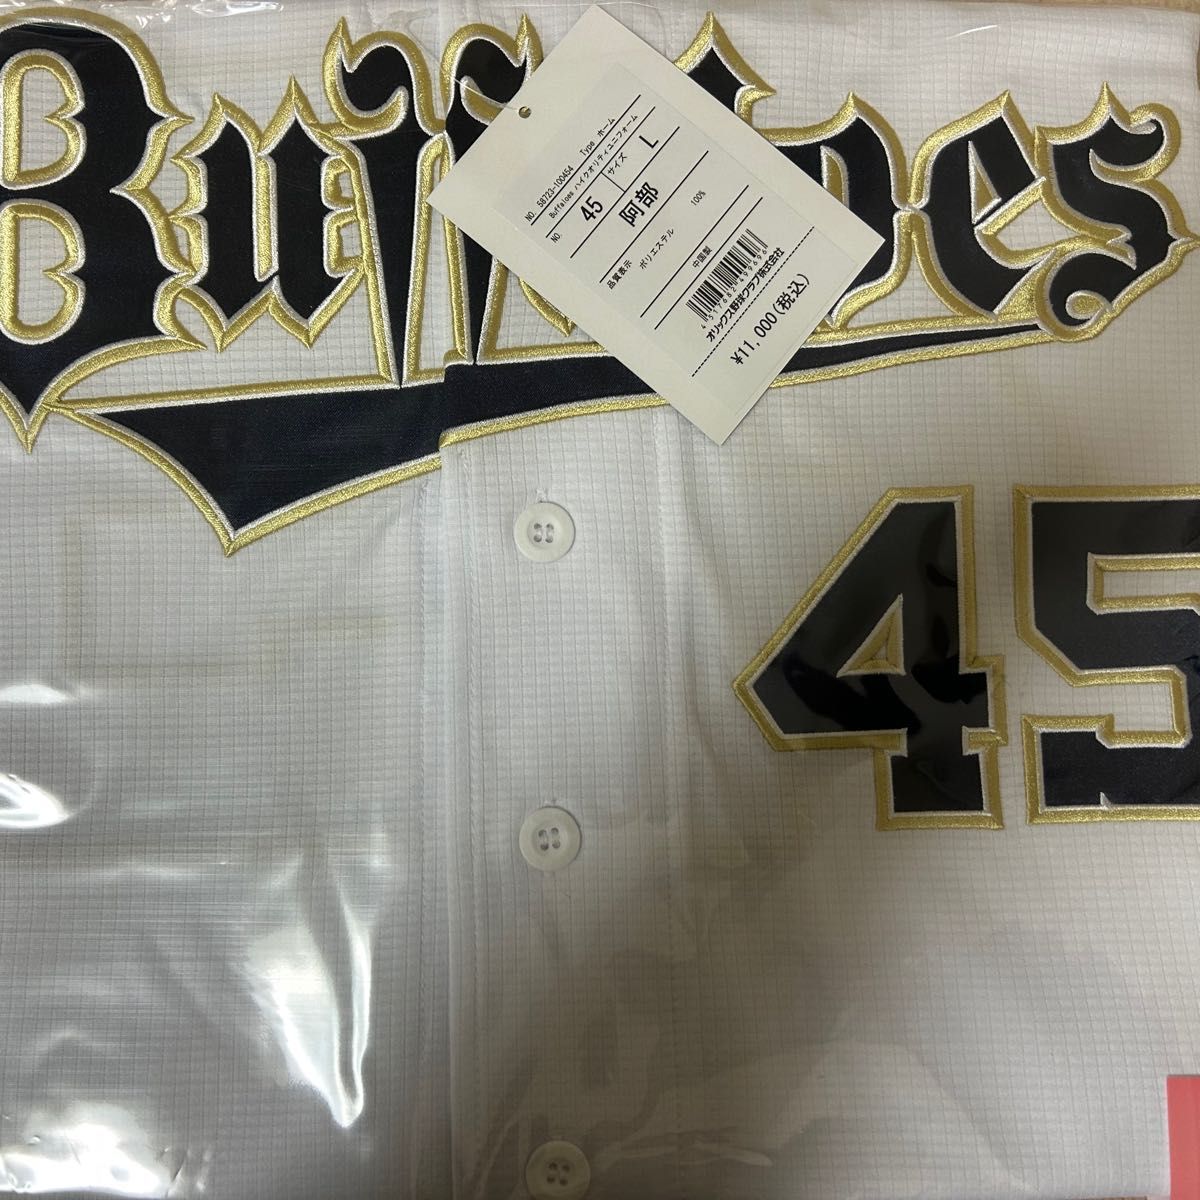 Buffaloes
NO. 58723-100454 Type ホーム
Buffaloes ハイクオリティユニフォーム
NO. 45 サイズ L
阿部
品質表示 ポリエステル 100%
中国製
オリックス野球クラブ株式会社
¥11,000(税込)
45